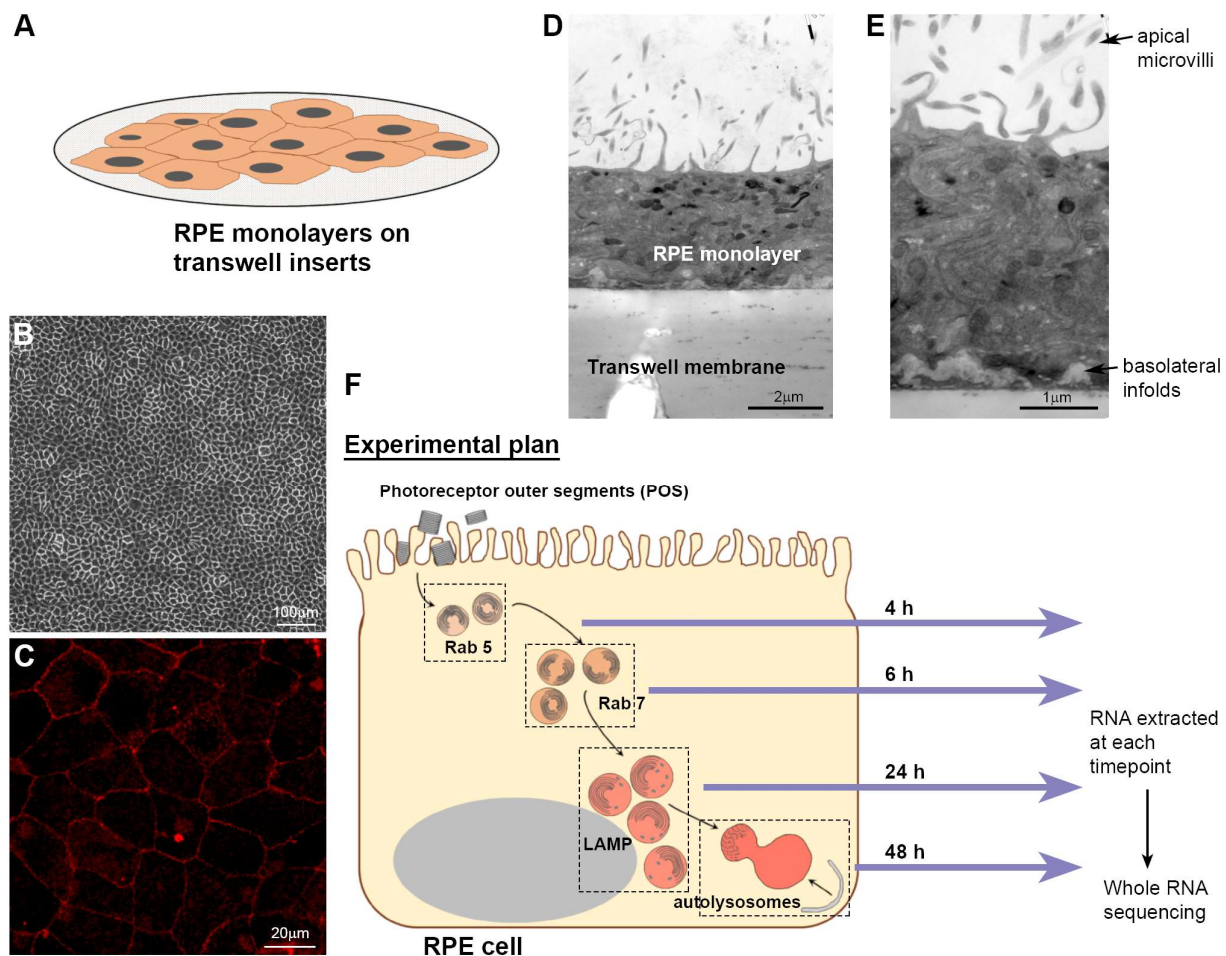 A
RPE monolayers on
transwell inserts
B
100μm
C
20μm
D
RPE monolayer
Transwell membrane
2μm
E
apical
microvilli
basolateral
infolds
1μm
F
Experimental plan
Photoreceptor outer segments (POS)
Rab 5
Rab 7
LAMP
autolysosomes
RPE cell
4 h
6 h
24 h
48 h
RNA extracted
at each
timepoint
Whole RNA
sequencing